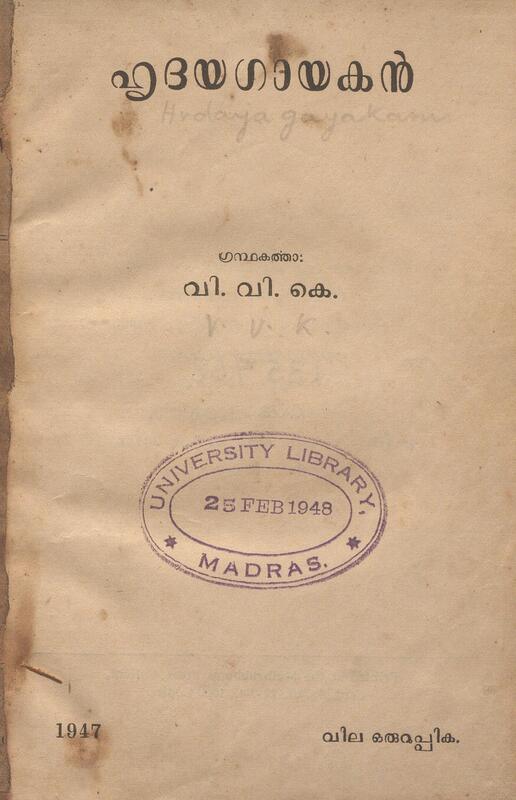 ഹൃദയഗായകൻ
Hrdaya gayakam
ഗ്രന്ഥകർത്താ:
വി. വി. കെ.
V. V. K.
UNIVERSITY LIBRARY,
25 FEB 1948
MADRAS.
1947
വില ഒരുറുപ്പിക.